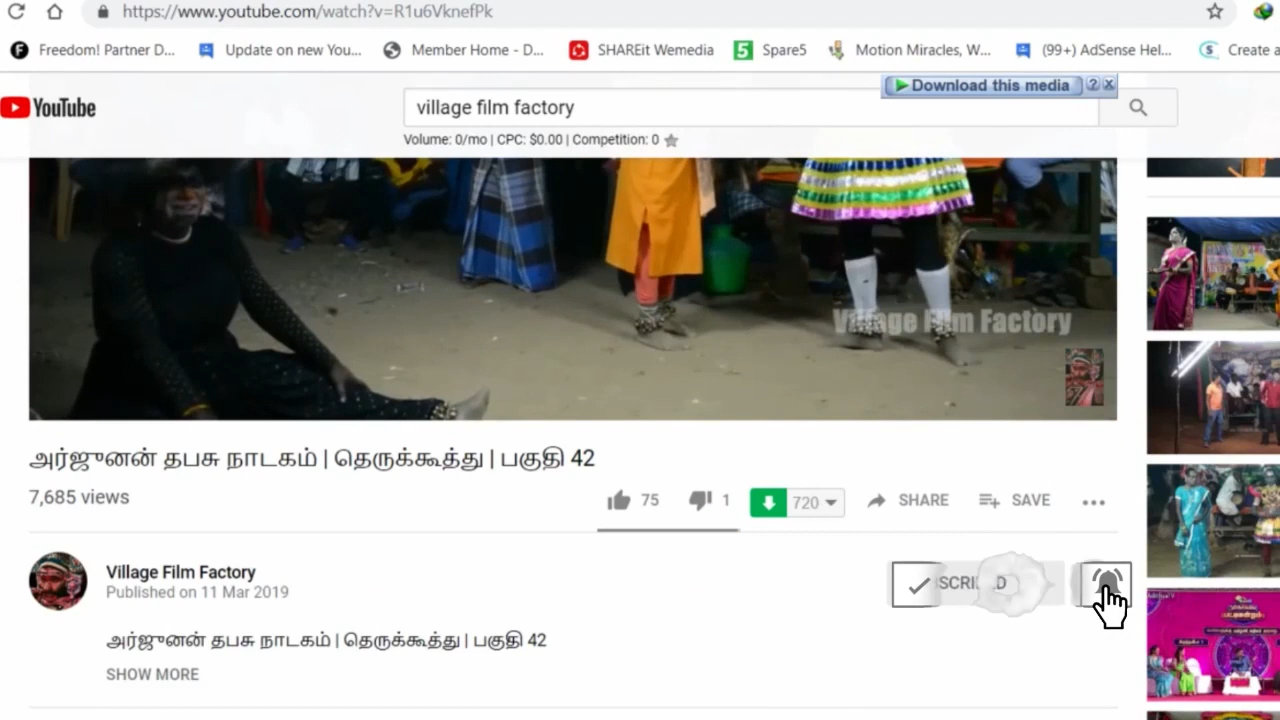 https://www.youtube.com/watch?v=R1u6VknefPk
Freedom! Partner D... Update on new You... Member Home - D... SHAREit Wemedia 5 Spare5 Motion Miracles, W... (99+) AdSense Hel... S Create a
Download this media ? X
YouTube village film factory
Volume: 0/mo | CPC: $0.00 | Competition: 0
Village Film Factory
அர்ஜுனன் தபசு நாடகம் | தெருக்கூத்து | பகுதி 42
7,685 views 75 1 720 SHARE SAVE ...
Village Film Factory
Published on 11 Mar 2019
அர்ஜுனன் தபசு நாடகம் | தெருக்கூத்து | பகுதி 42
SHOW MORE